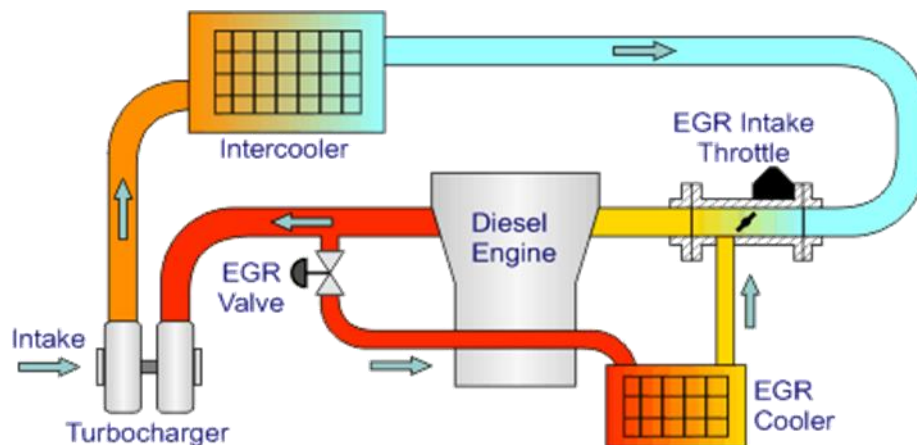 Intercooler
EGR Intake
Throttle
Diesel
Engine
EGR
Valve
Intake
Turbocharger
EGR
Cooler